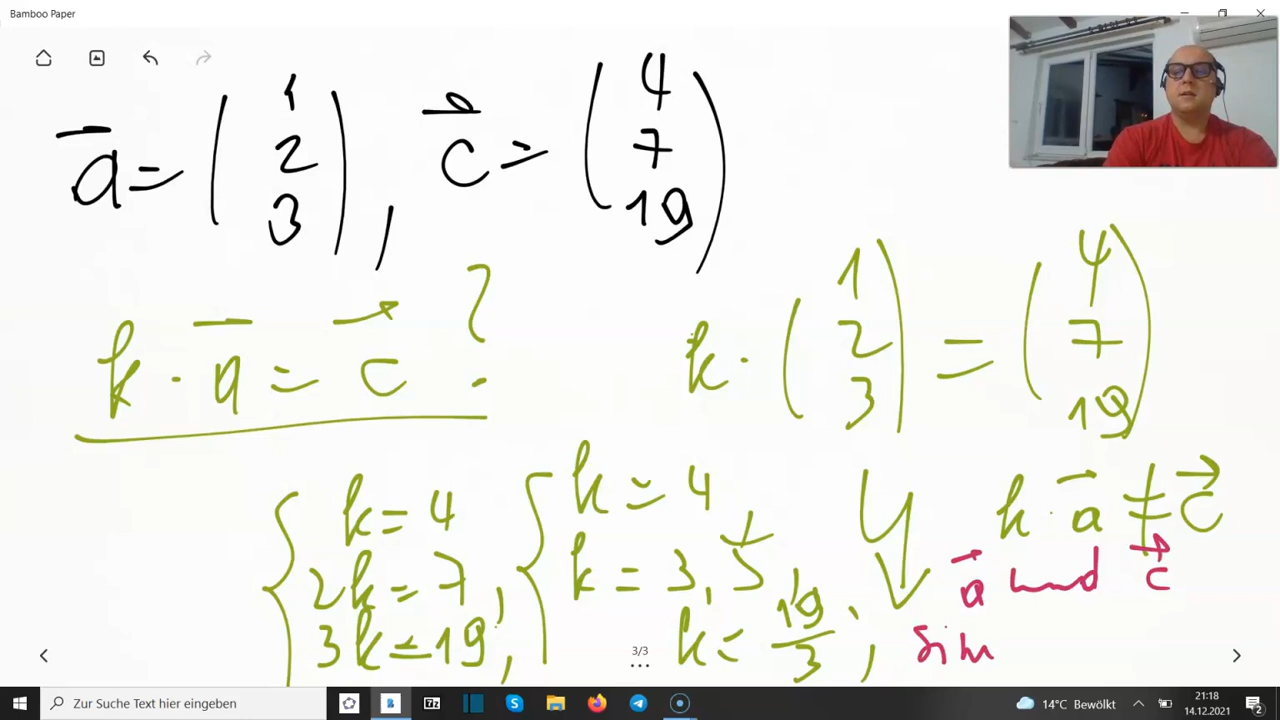 Bamboo Paper
a = (1 2 3), c = (4 7 19)
k · a = c ?
k · (1 2 3) = (4 7 19)
k = 4
2k = 7,
3k = 19,
k = 4
k = 3,5
k = 19/3,
k · a ≠ c
a und c
3/3
Zur Suche Text hier eingeben
14°C Bewölkt
21:18
14.12.2021
2